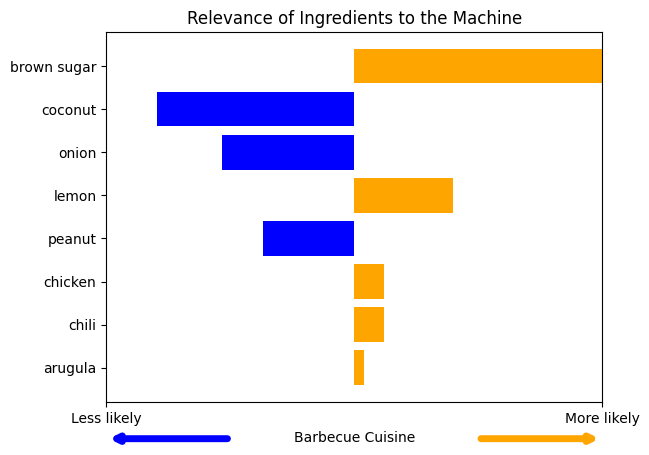 Relevance of Ingredients to the Machine
brown sugar
coconut
onion
lemon
peanut
chicken
chili
arugula
Less likely
More likely
Barbecue Cuisine